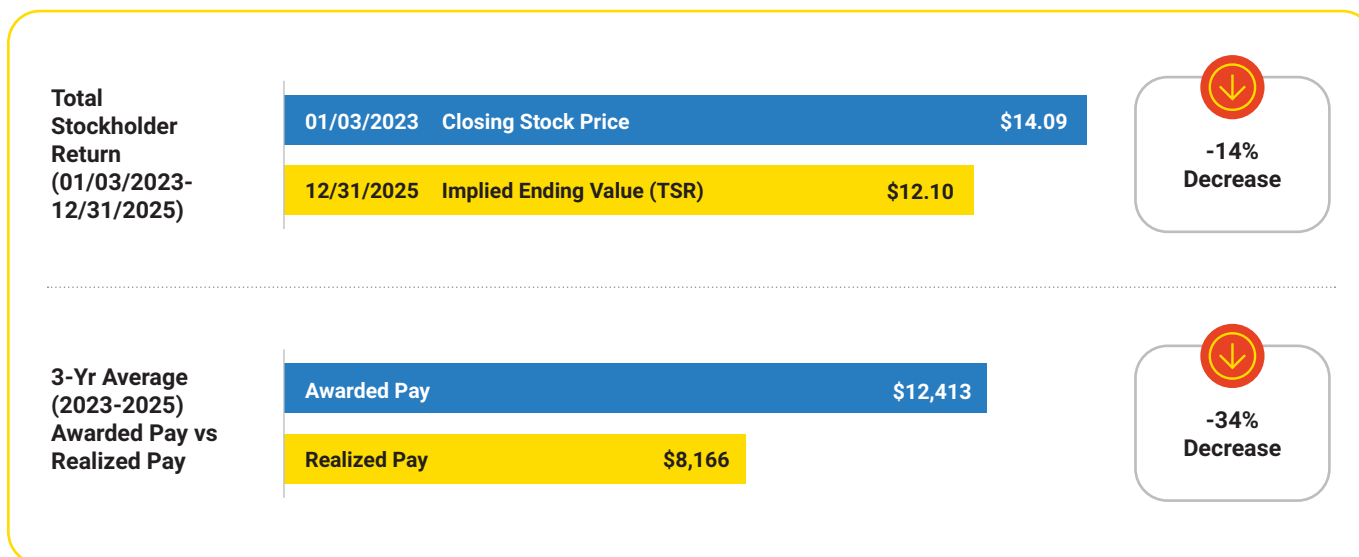 Total
Stockholder
Return
(01/03/2023-
12/31/2025)
01/03/2023 Closing Stock Price $14.09
12/31/2025 Implied Ending Value (TSR) $12.10
-14%
Decrease
3-Yr Average
(2023-2025)
Awarded Pay vs
Realized Pay
Awarded Pay $12,413
Realized Pay $8,166
-34%
Decrease